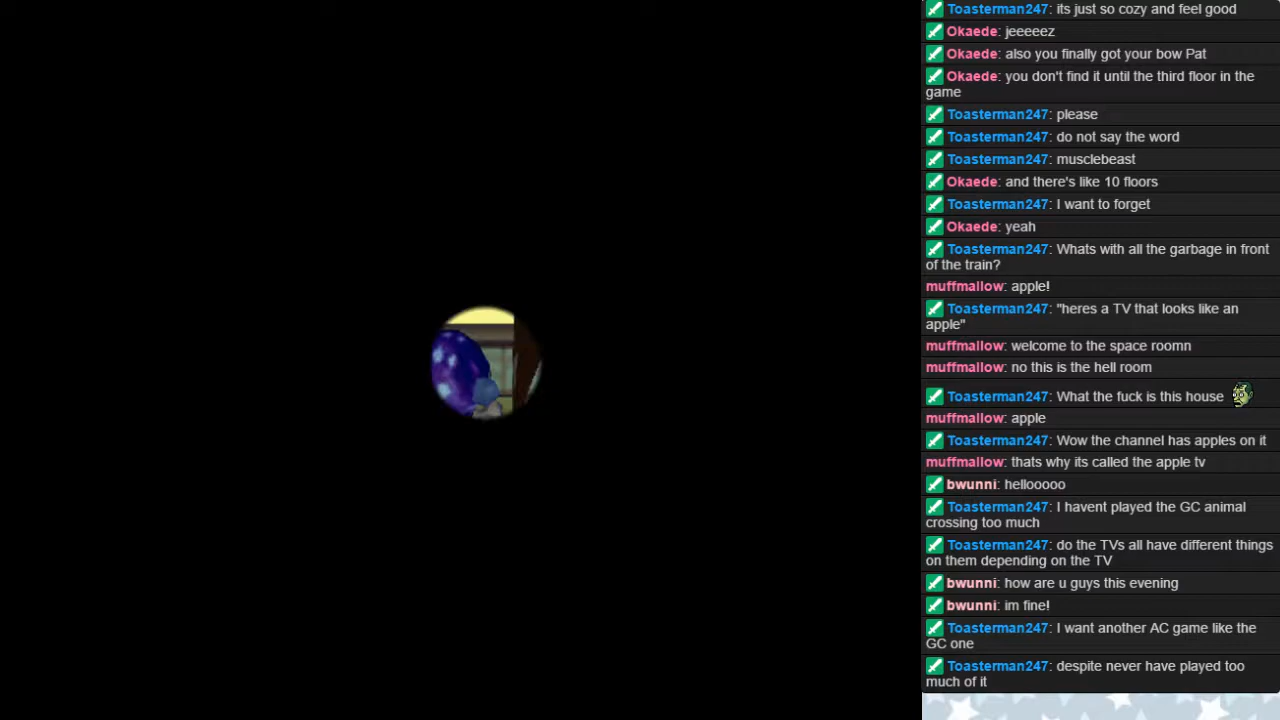 Toasterman247: its just so cozy and feel good
Okaede: jeeeeez
Okaede: also you finally got your bow Pat
Okaede: you don't find it until the third floor in the
game
Toasterman247: please
Toasterman247: do not say the word
Toasterman247: musclebeast
Okaede: and there's like 10 floors
Toasterman247: I want to forget
Okaede: yeah
Toasterman247: Whats with all the garbage in front
of the train?
muffmallow: apple!
Toasterman247: "heres a TV that looks like an
apple"
muffmallow: welcome to the space roomn
muffmallow: no this is the hell room
Toasterman247: What the fuck is this house
muffmallow: apple
Toasterman247: Wow the channel has apples on it
muffmallow: thats why its called the apple tv
bwunni: hellooooo
Toasterman247: I havent played the GC animal
crossing too much
Toasterman247: do the TVs all have different things
on them depending on the TV
bwunni: how are u guys this evening
bwunni: im fine!
Toasterman247: I want another AC game like the
GC one
Toasterman247: despite never have played too
much of it